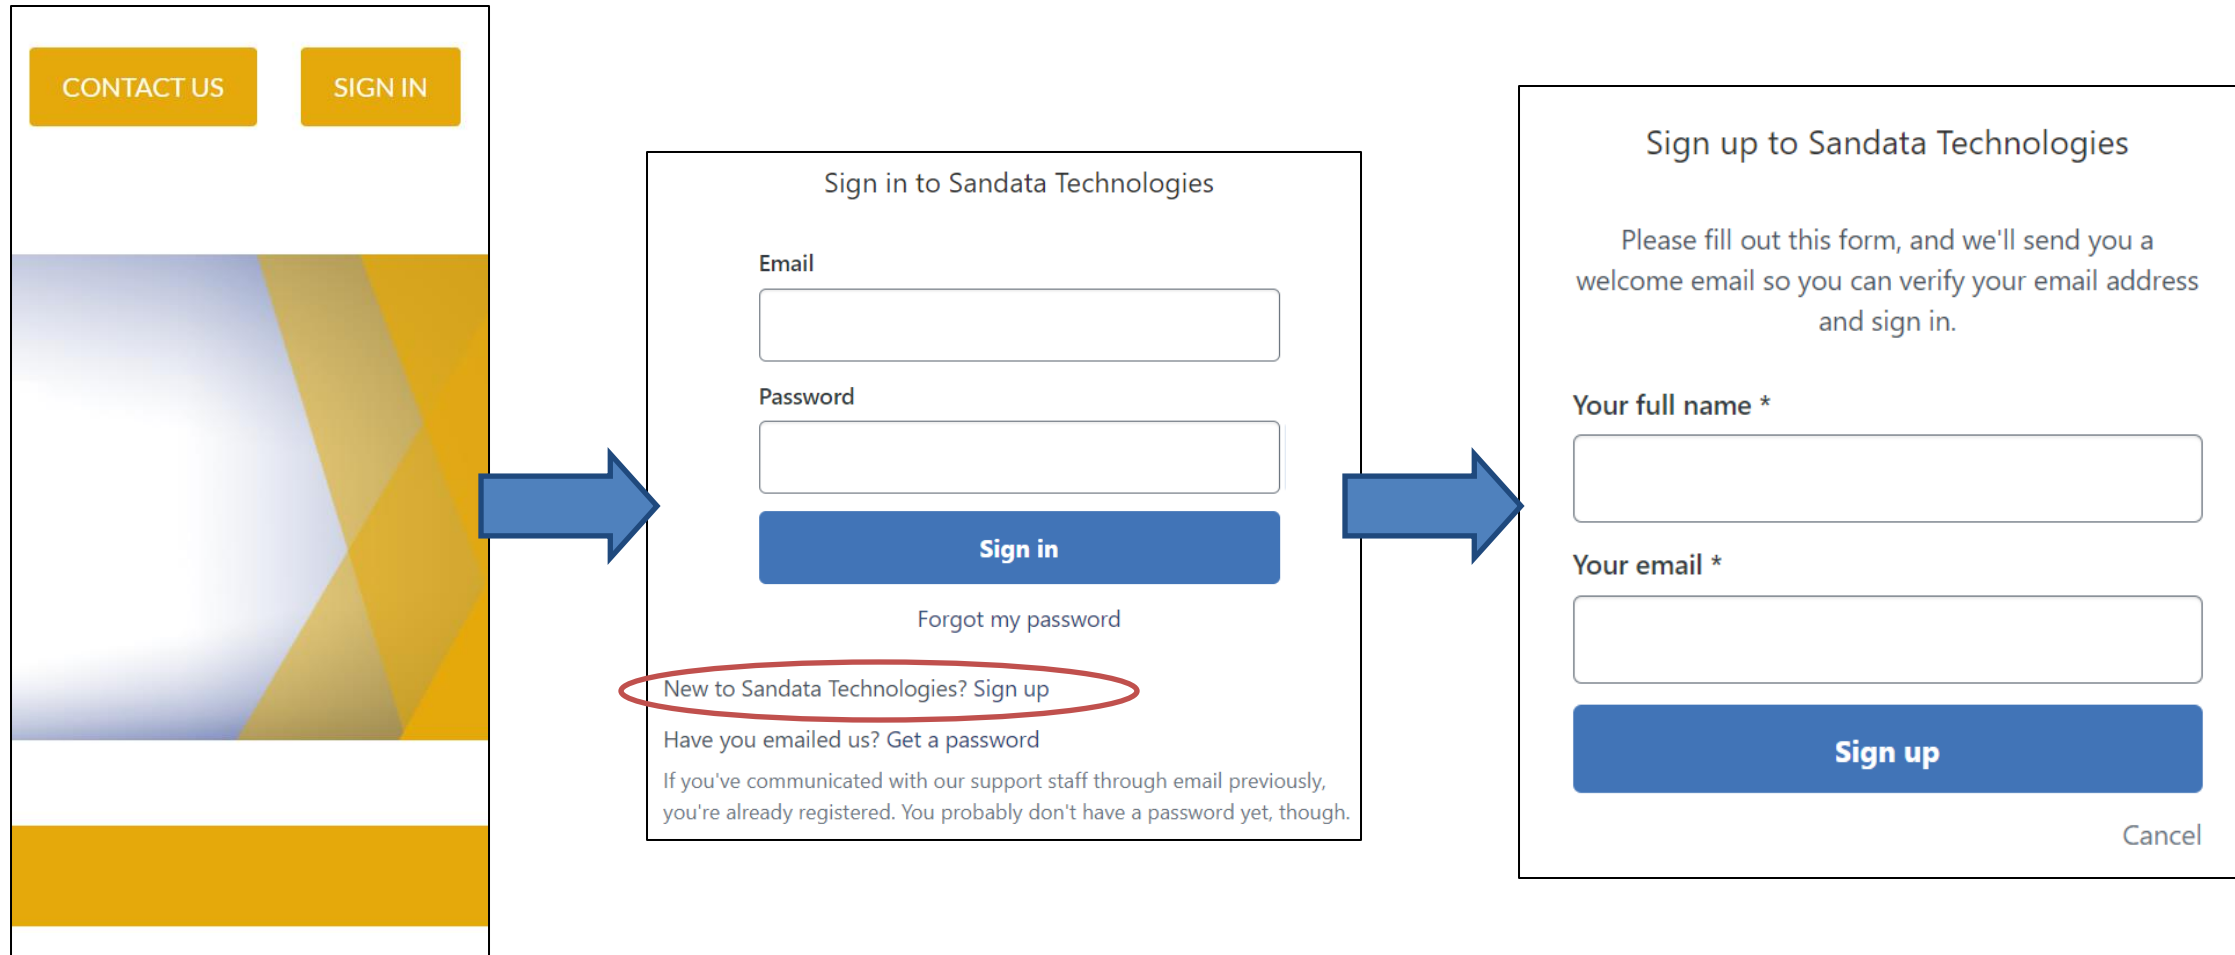 CONTACT US
SIGN IN
Sign in to Sandata Technologies
Email
Password
Sign in
Forgot my password
New to Sandata Technologies? Sign up
Have you emailed us? Get a password
If you've communicated with our support staff through email previously,
you're already registered. You probably don't have a password yet, though.
Sign up to Sandata Technologies
Please fill out this form, and we'll send you a
welcome email so you can verify your email address
and sign in.
Your full name *
Your email *
Sign up
Cancel